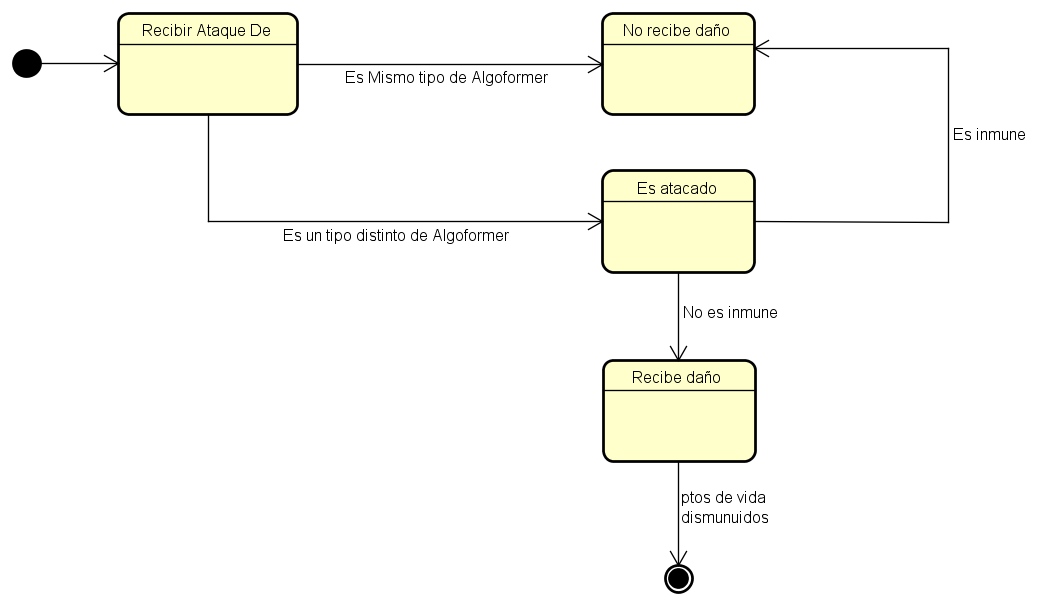 Recibir Ataque De
No recibe daño
Es Mismo tipo de Algoformer
Es inmune
Es atacado
Es un tipo distinto de Algoformer
No es inmune
Recibe daño
ptos de vida
dismunuidos